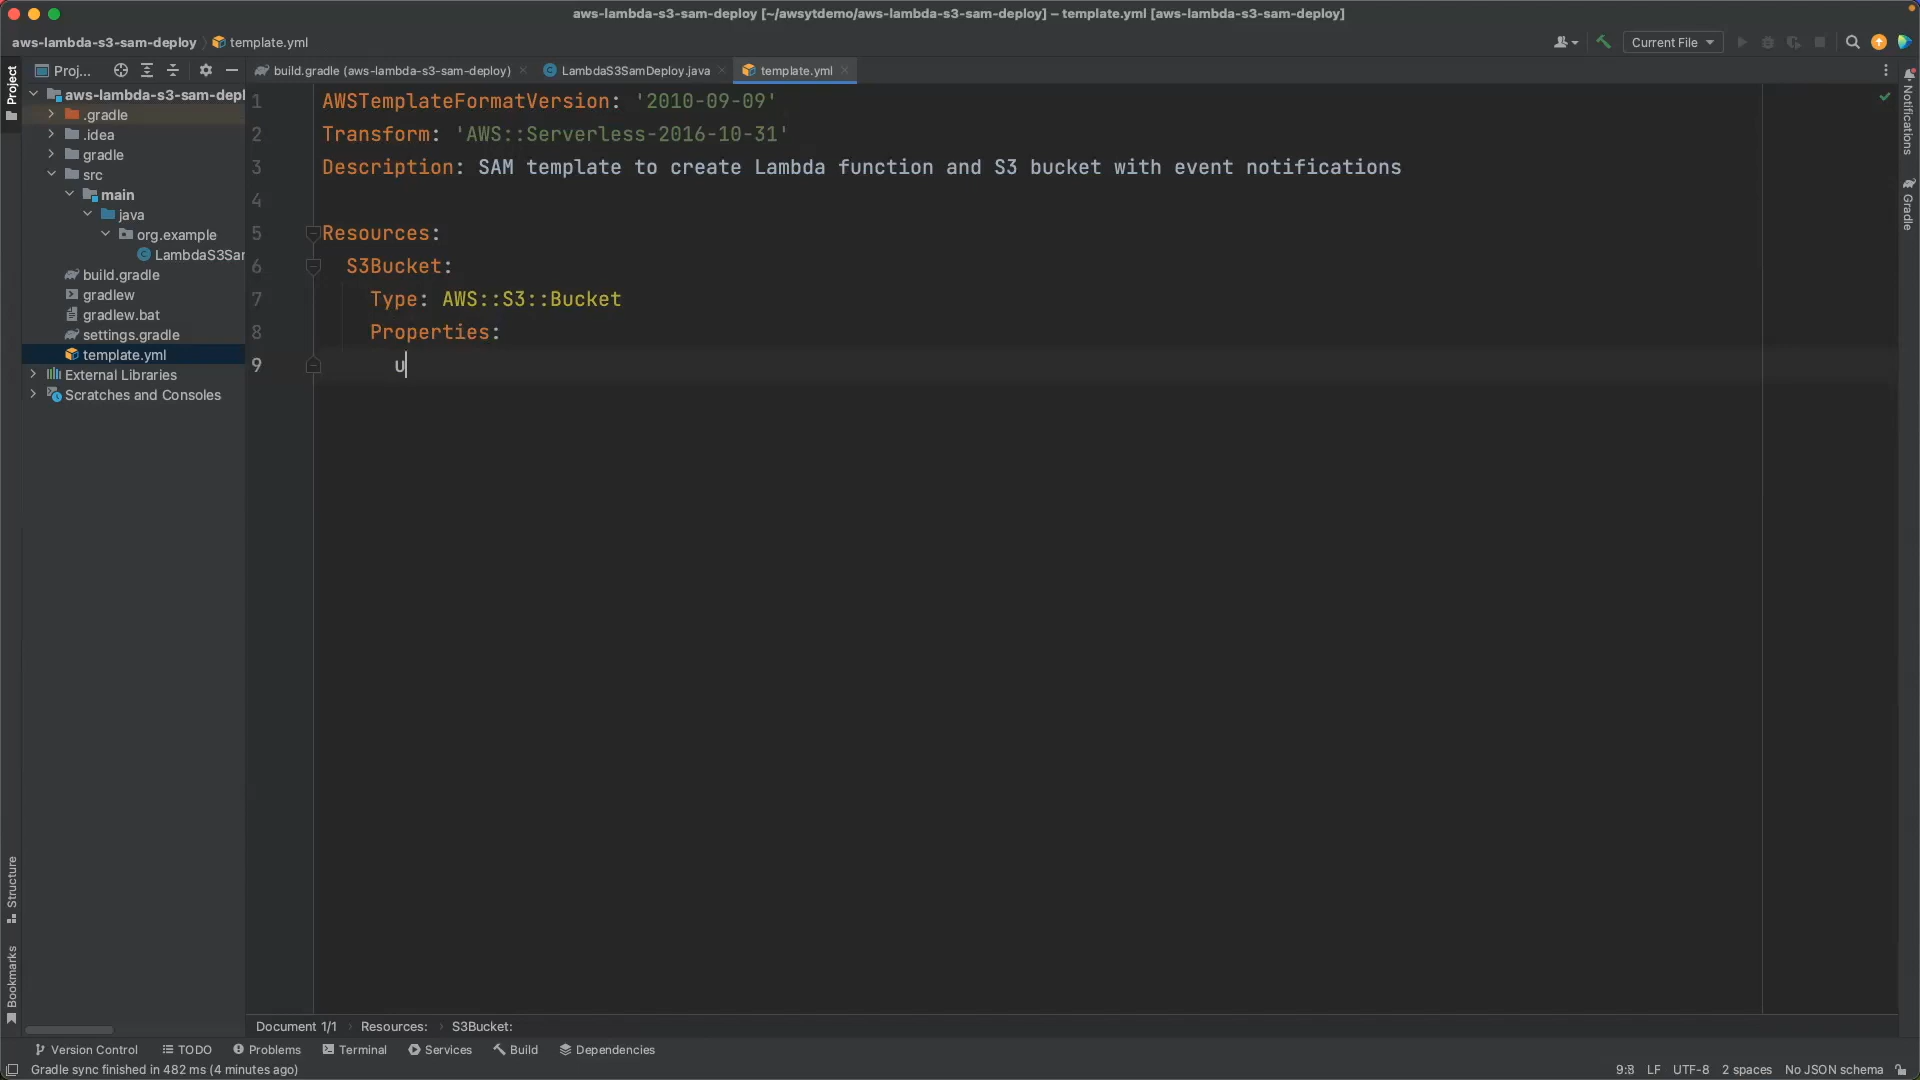 aws-lambda-s3-sam-deploy [~/awsytdemo/aws-lambda-s3-sam-deploy] – template.yml [aws-lambda-s3-sam-deploy]
aws-lambda-s3-sam-deploy
template.yml
Current File
Proj...
build.gradle (aws-lambda-s3-sam-deploy)
LambdaS3SamDeploy.java
template.yml
Project
aws-lambda-s3-sam-depl
.gradle
.idea
gradle
src
main
java
org.example
LambdaS3Sar
build.gradle
gradlew
gradlew.bat
settings.gradle
template.yml
External Libraries
Scratches and Consoles
1 AWSTemplateFormatVersion: '2010-09-09'
2 Transform: 'AWS::Serverless-2016-10-31'
3 Description: SAM template to create Lambda function and S3 bucket with event notifications
4
5 Resources:
6 S3Bucket:
7 Type: AWS::S3::Bucket
8 Properties:
9 u
Notifications
Gradle
Structure
Bookmarks
Document 1/1 Resources: S3Bucket:
Version Control TODO Problems Terminal Services Build Dependencies
Gradle sync finished in 482 ms (4 minutes ago)
LF UTF-8 2 spaces No JSON schema